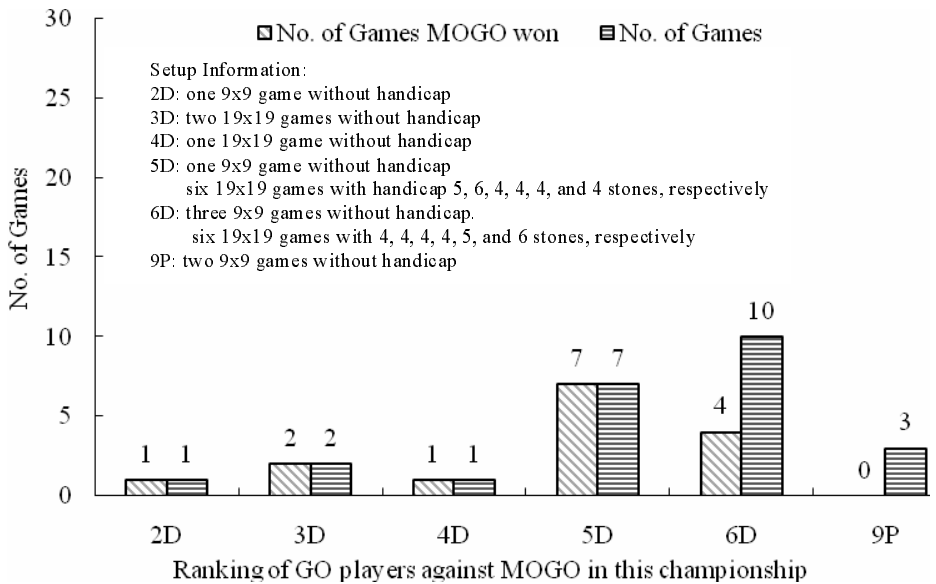 30
No. of Games MOGO won No. of Games
Setup Information:
2D: one 9x9 game without handicap
3D: two 19x19 games without handicap
4D: one 19x19 game without handicap
5D: one 9x9 game without handicap
six 19x19 games with handicap 5, 6, 4, 4, 4, and 4 stones, respectively
6D: three 9x9 games without handicap.
six 19x19 games with 4, 4, 4, 4, 5, and 6 stones, respectively
9P: two 9x9 games without handicap
25
20
15
10
5
0
No. of Games
1 1 2 2 1 1 7 7 4 10 0 3
2D 3D 4D 5D 6D 9P
Ranking of GO players against MOGO in this championship